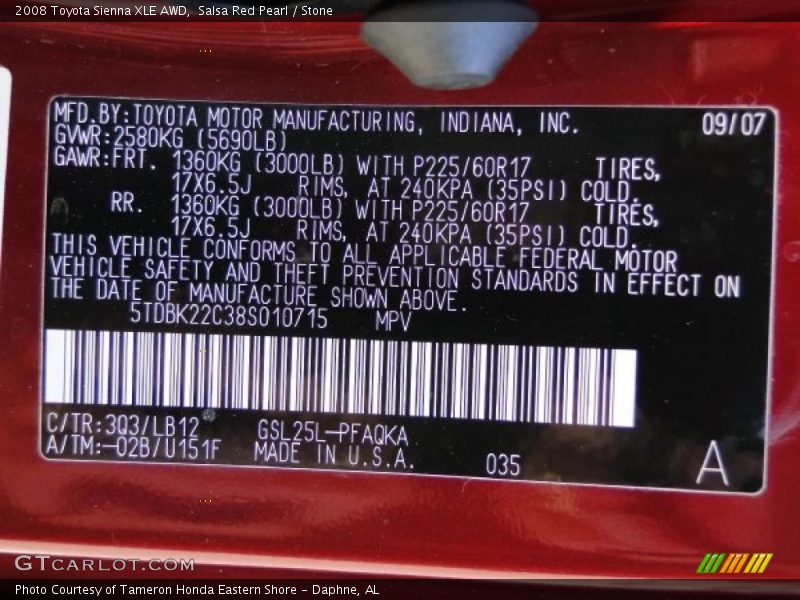 2008 Toyota Sienna XLE AWD,  Salsa Red Pearl / Stone
MFD.BY:TOYOTA MOTOR MANUFACTURING, INDIANA, INC. 09/07
GVWR:2580KG (5690LB)
GAWR:FRT. 1360KG (3000LB) WITH P225/60R17 TIRES,
17X6.5J RIMS, AT 240KPA (35PSI) COLD.
RR. 1360KG (3000LB) WITH P225/60R17 TIRES,
17X6.5J RIMS, AT 240KPA (35PSI) COLD.
THIS VEHICLE CONFORMS TO ALL APPLICABLE FEDERAL MOTOR
VEHICLE SAFETY AND THEFT PREVENTION STANDARDS IN EFFECT ON
THE DATE OF MANUFACTURE SHOWN ABOVE.
5TDBK22C38S010715 MPV
C/TR:3Q3/LB12 GSL25L-PFAQKA
A/TM:-02B/U151F MADE IN U.S.A. 035 A
GTCARLOT.COM
Photo Courtesy of Tameron Honda Eastern Shore - Daphne, AL